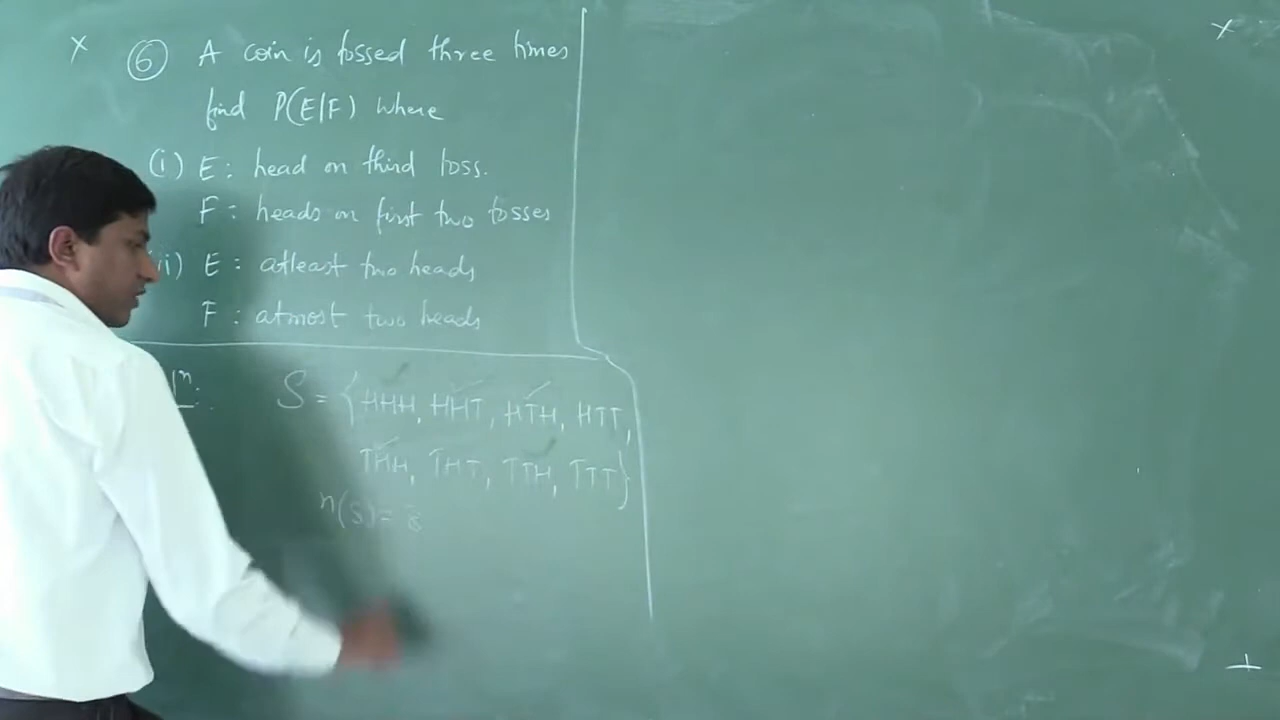 x ⑥ A coin is tossed three times x
find P(E/F) where
(i) E : head on third toss.
F : heads on first two tosses
ii) E : atleast two heads
F : atmost two heads
S = {HHH, HHT, HTH, HTT,
THH, THT, TTH, TTT}
n(S) = 8